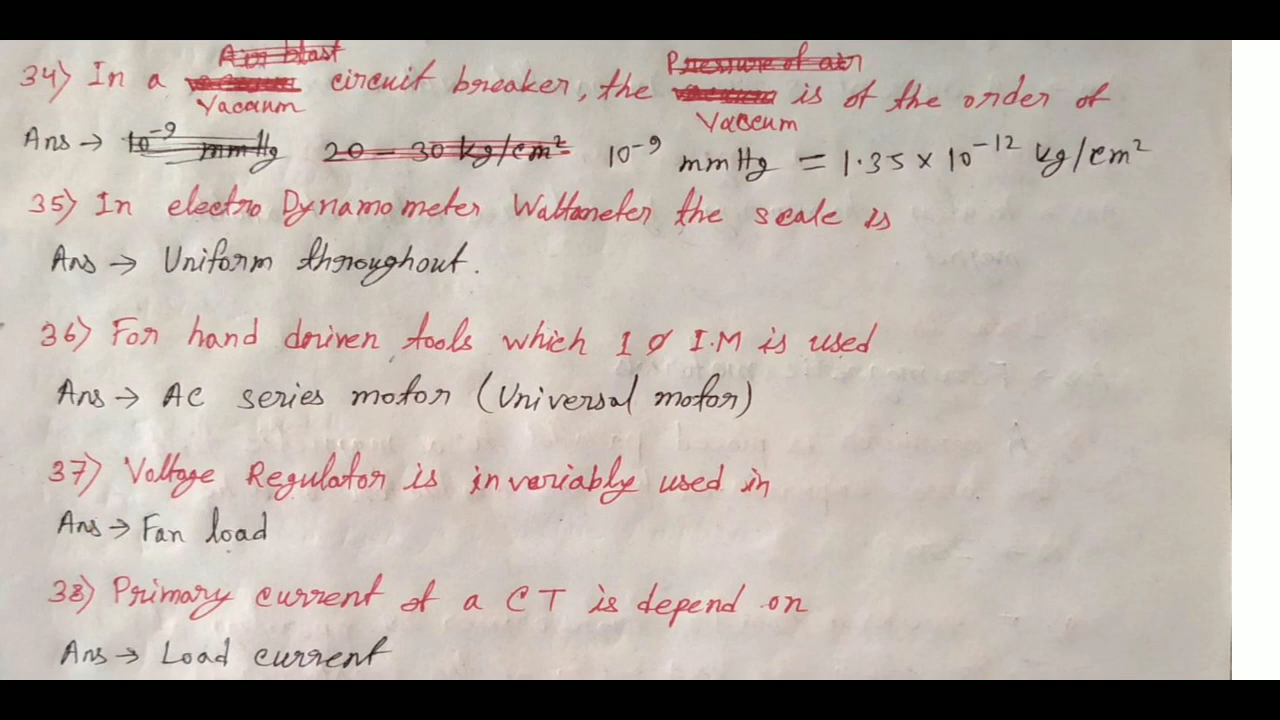 Air blast Pressure of air
34) In a circuit breaker, the is of the order of
Vacaum Vaccum
Ans → 10⁻⁹ mmHg 20 - 30 kg/cm² 10⁻⁹ mmHg = 1.35 × 10⁻¹² kg/cm²
35) In electro Dynamometer Wattmeter the scale is
Ans → Uniform throughout.
36) For hand driven tools which 1 Ø I.M is used
Ans → AC series motor (Universal motor)
37) Voltage Regulator is invariably used in
Ans → Fan load
38) Primary current of a CT is depend on
Ans → Load current